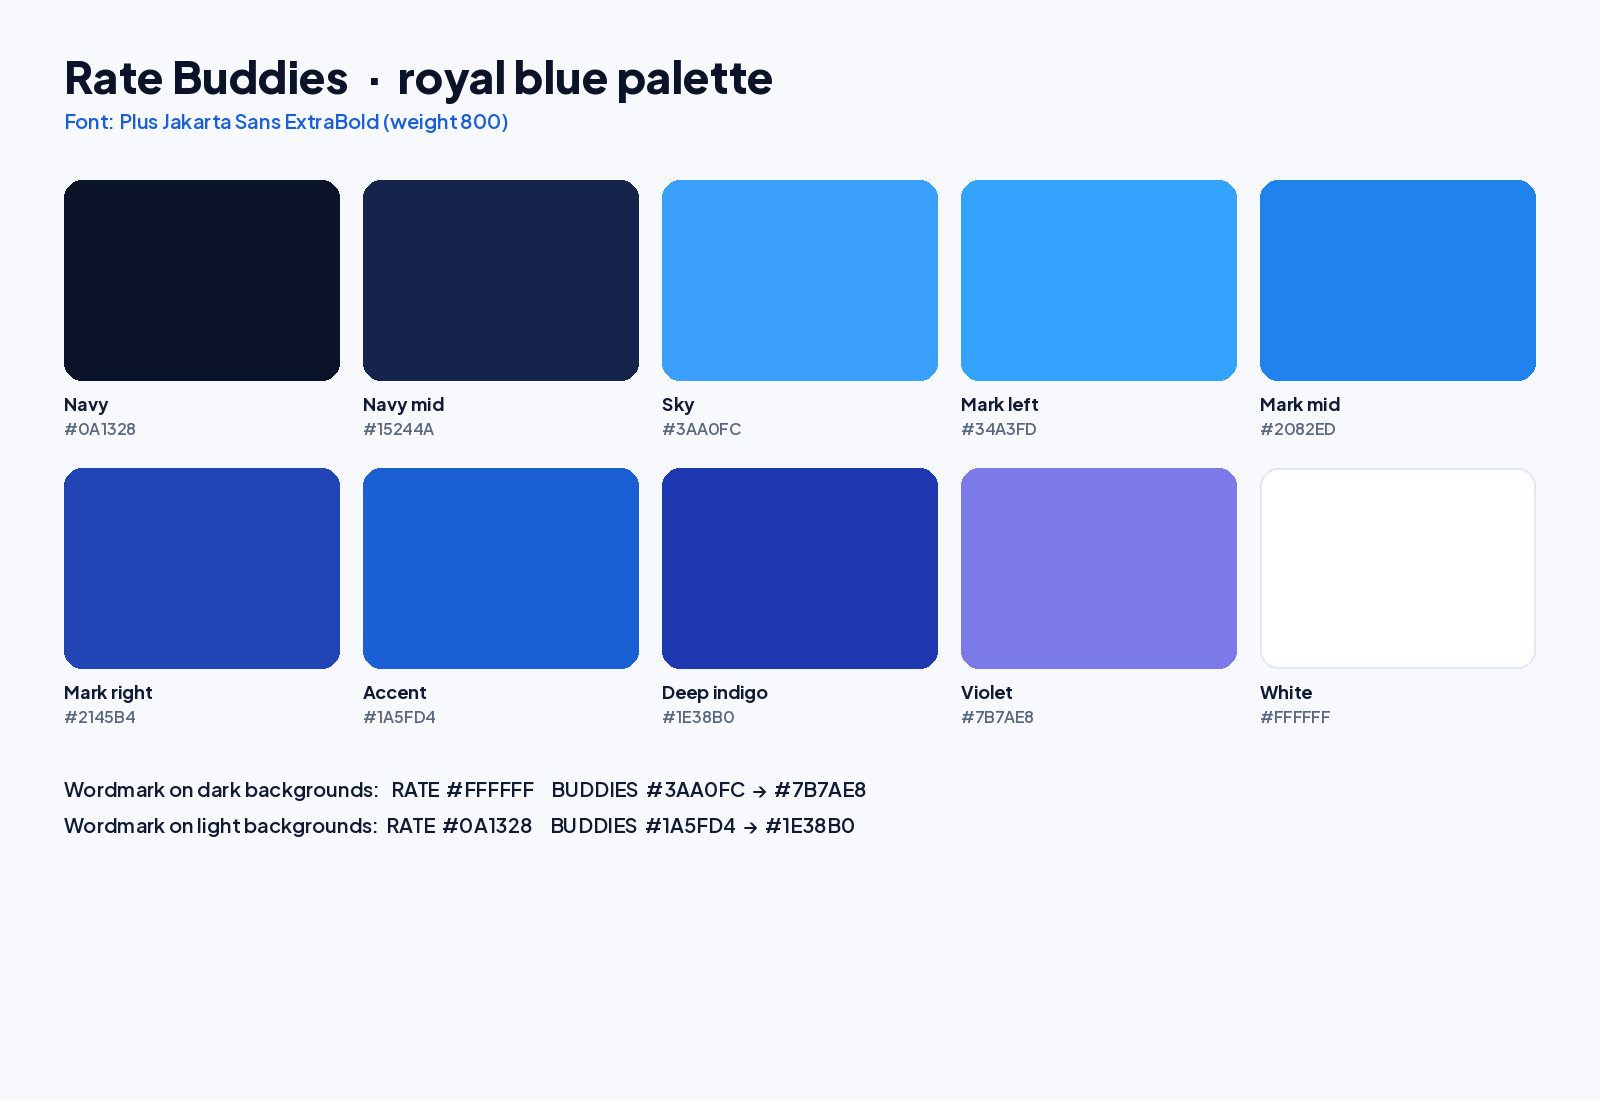 Rate Buddies · royal blue palette
Font: Plus Jakarta Sans ExtraBold (weight 800)
Navy
#0A1328
Navy mid
#15244A
Sky
#3AA0FC
Mark left
#34A3FD
Mark mid
#2082ED
Mark right
#2145B4
Accent
#1A5FD4
Deep indigo
#1E38B0
Violet
#7B7AE8
White
#FFFFFF
Wordmark on dark backgrounds: RATE #FFFFFF BUDDIES #3AA0FC → #7B7AE8
Wordmark on light backgrounds: RATE #0A1328 BUDDIES #1A5FD4 → #1E38B0